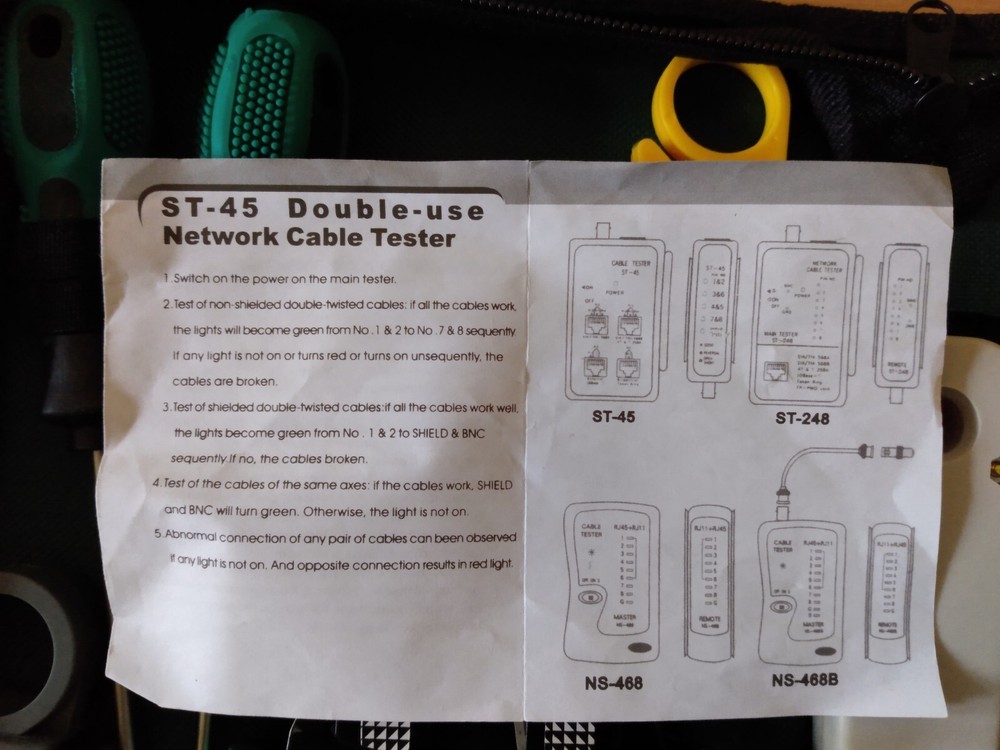 ST-45 Double-use
Network Cable Tester
1.Switch on the power on the main tester.
2.Test of non-shielded double-twisted cables: if all the cables work,
the lights will become green from No .1 & 2 to No .7 & 8 sequently.
If any light is not on or turns red or turns on unsequently, the
cables are broken.
3.Test of shielded double-twisted cables:if all the cables work well,
the lights become green from No . 1 & 2 to SHIELD & BNC
sequently.If no, the cables broken.
4.Test of the cables of the same axes: if the cables work, SHIELD
and BNC will turn green. Otherwise, the light is not on.
5.Abnormal connection of any pair of cables can been observed
if any light is not on. And opposite connection results in red light.
CABLE TESTER
ST-45
POWER
OFF
ST-45
1&2
3&6
4&5
7&8
ST-45
NETWORK
CABLE TESTER
POWER
MAIN TESTER
ST-248
REMOTE
ST-248
ST-248
CABLE
TESTER
RJ45+RJ11
1
2
3
4
5
6
7
8
G
MASTER
NS-468
RJ11+RJ45
1
2
3
4
5
6
7
8
G
REMOTE
NS-468
NS-468
CABLE
TESTER
RJ45+RJ11
1
2
3
4
5
6
7
8
G
MASTER
NS-468B
RJ11+RJ45
REMOTE
NS-468B
NS-468B